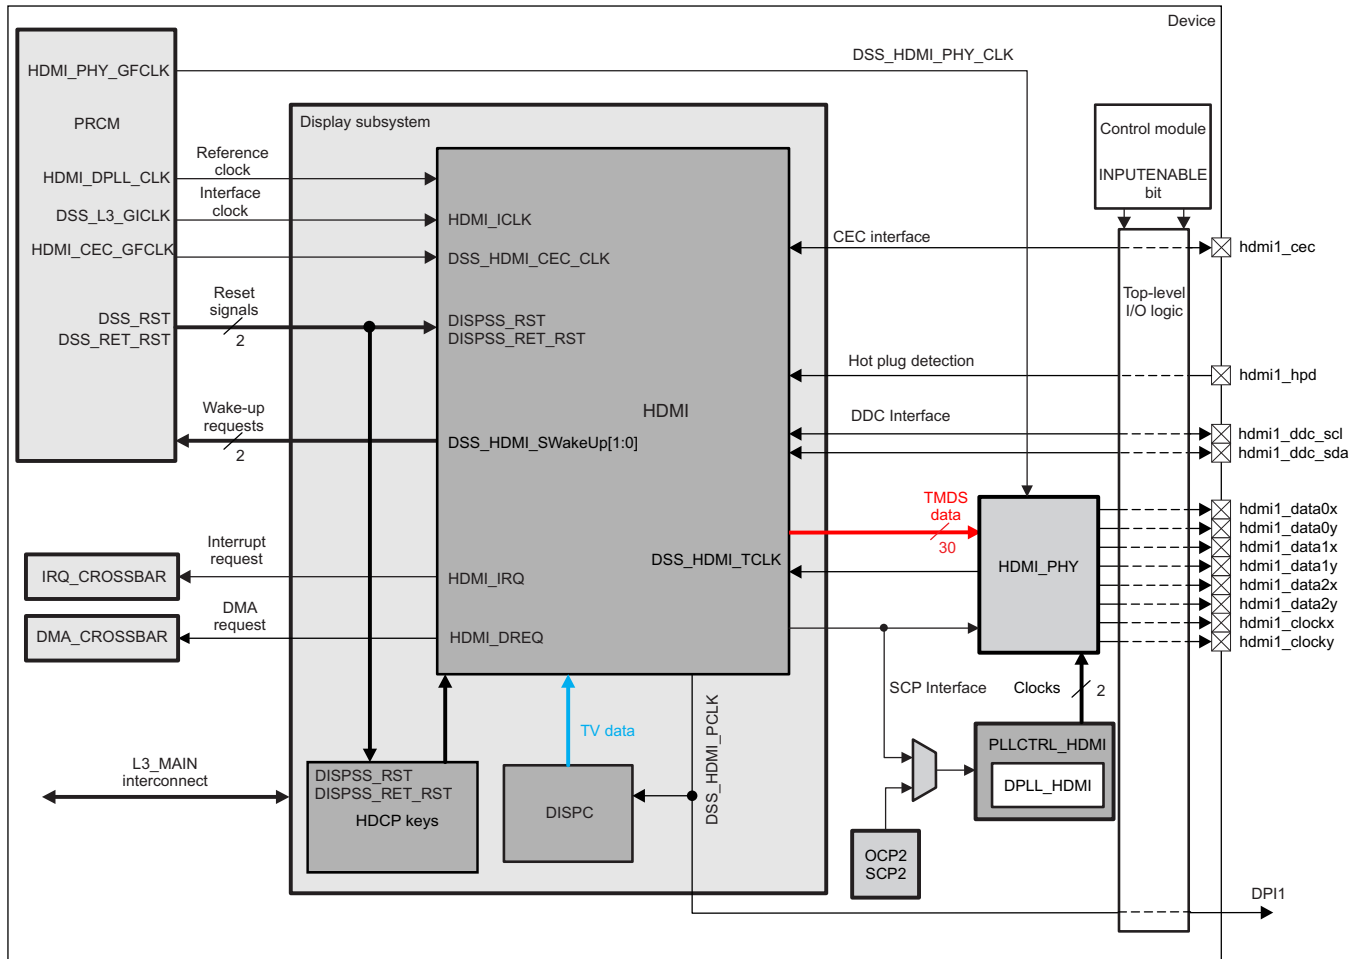 Device
HDMI_PHY_GFCLK
DSS_HDMI_PHY_CLK
PRCM
Display subsystem
Control module
INPUTENABLE
bit
Reference
clock
HDMI_DPLL_CLK
Interface
clock
DSS_L3_GICLK
HDMI_ICLK
HDMI_CEC_GFCLK
DSS_HDMI_CEC_CLK
CEC interface
hdmi1_cec
Reset
signals
2
DSS_RST
DSS_RET_RST
DISPSS_RST
DISPSS_RET_RST
Top-level
I/O logic
Hot plug detection
hdmi1_hpd
HDMI
Wake-up
requests
2
DSS_HDMI_SWakeUp[1:0]
DDC Interface
hdmi1_ddc_scl
hdmi1_ddc_sda
TMDS
data
30
hdmi1_data0x
hdmi1_data0y
hdmi1_data1x
hdmi1_data1y
hdmi1_data2x
hdmi1_data2y
hdmi1_clockx
hdmi1_clocky
DSS_HDMI_TCLK
HDMI_PHY
Interrupt
request
IRQ_CROSSBAR
HDMI_IRQ
DMA
request
DMA_CROSSBAR
HDMI_DREQ
SCP Interface
Clocks
2
TV data
DSS_HDMI_PCLK
PLLCTRL_HDMI
DPLL_HDMI
L3_MAIN
interconnect
DISPSS_RST
DISPSS_RET_RST
HDCP keys
DISPC
OCP2
SCP2
DPI1